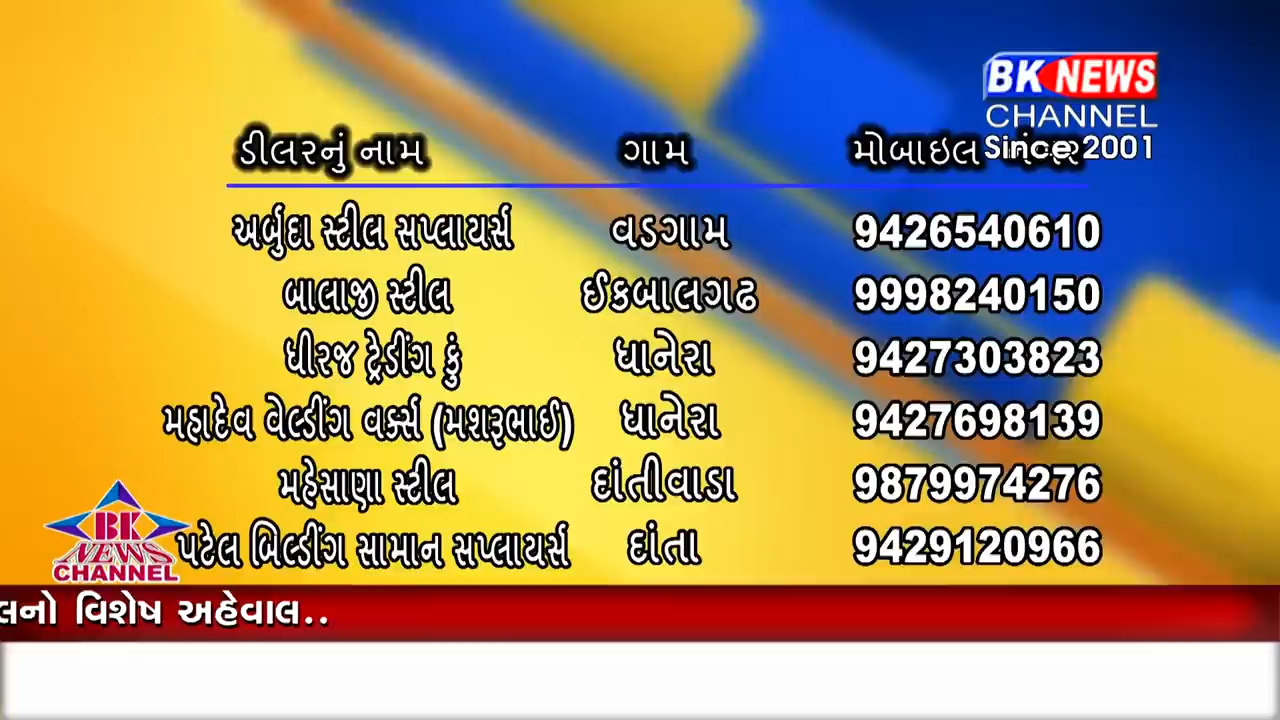 BK NEWS
CHANNEL
Since 2001
ડીલરનું નામ ગામ મોબાઇલ
અર્બુદા સ્ટીલ સપ્લાયર્સ વડગામ 9426540610
બાલાજી સ્ટીલ ઈકબાલગઢ 9998240150
ધીરજ ટ્રેડીંગ કું ધાનેરા 9427303823
મહાદેવ વેલ્ડીંગ વર્ક્સ (મશરૂભાઈ) ધાનેરા 9427698139
મહેસાણા સ્ટીલ દાંતીવાડા 9879974276
પટેલ બિલ્ડીંગ સામાન સપ્લાયર્સ દાંતા 9429120966
BK
NEWS
CHANNEL
લનો વિશેષ અહેવાલ..